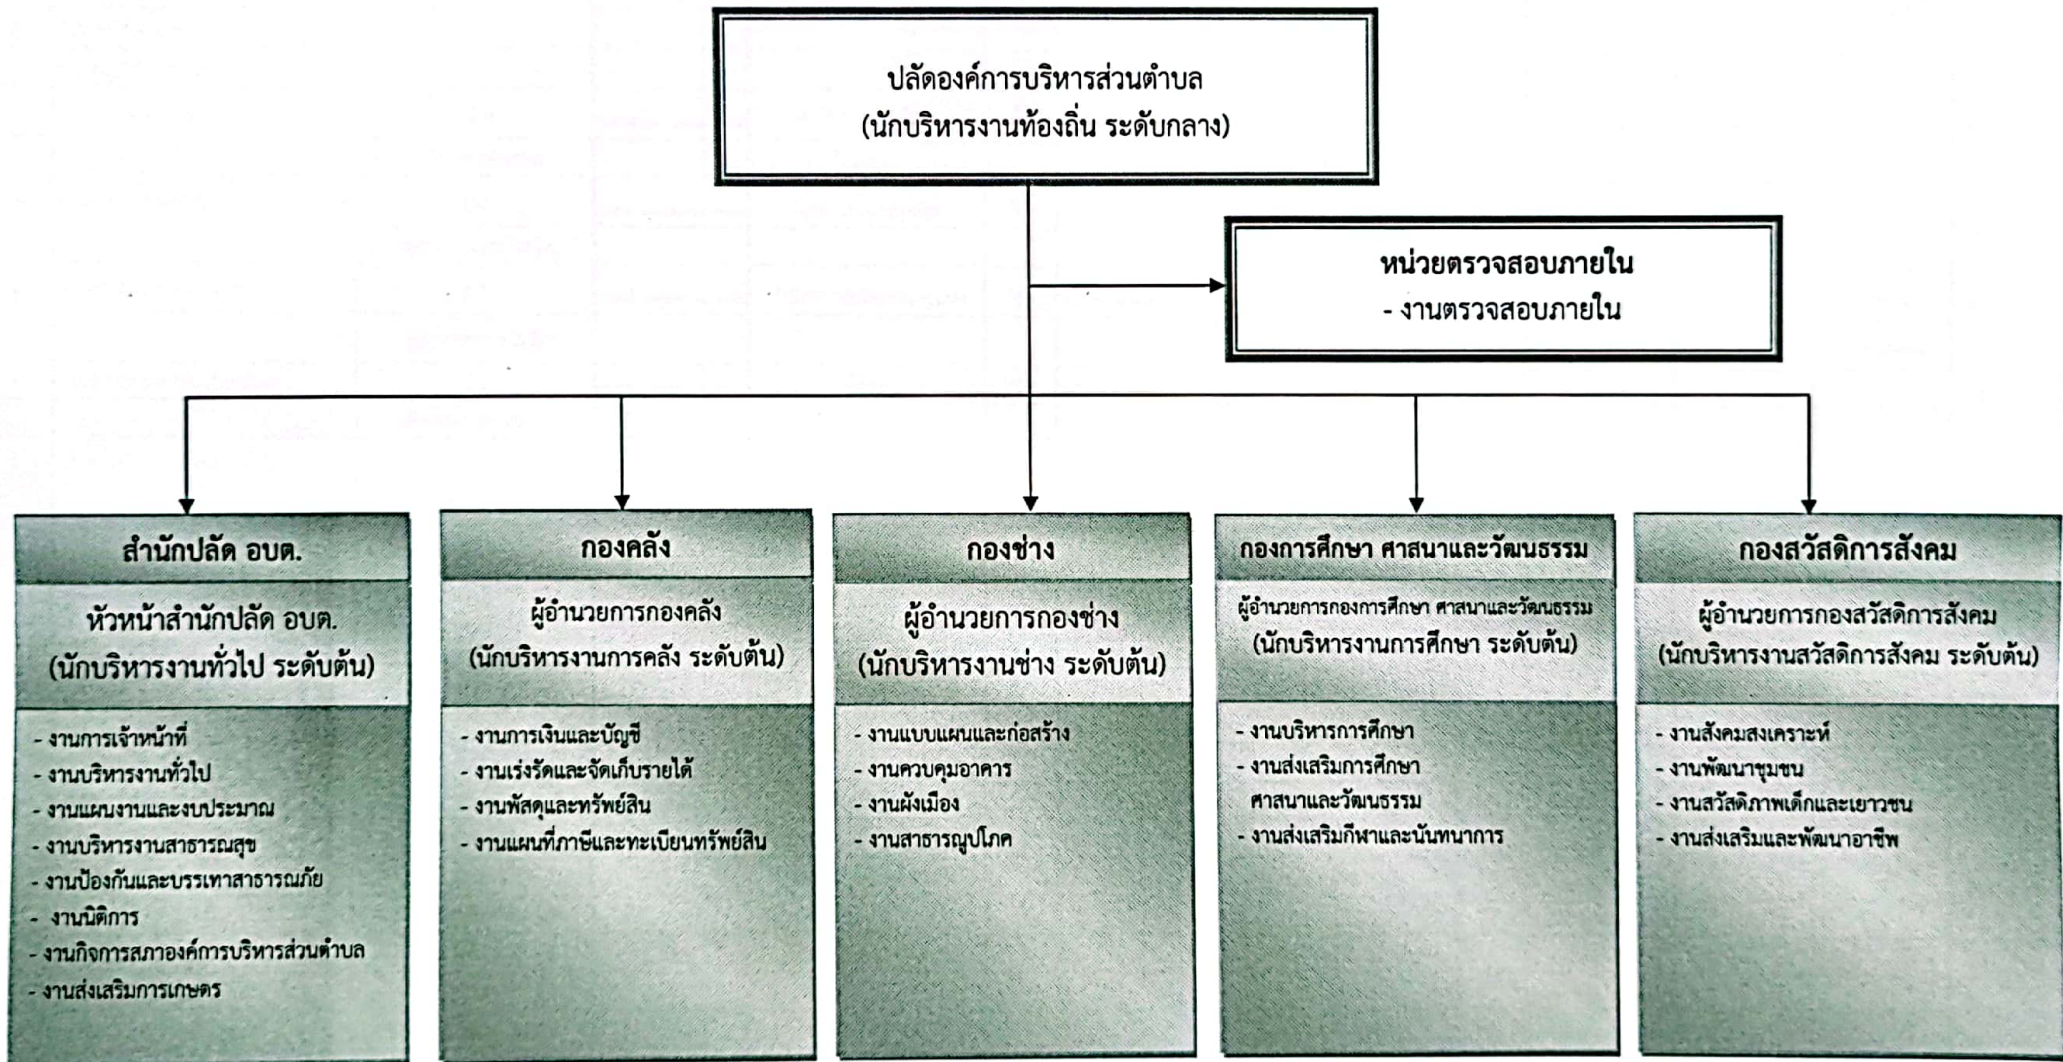 ปลัดองค์การบริหารส่วนตำบล
(นักบริหารงานท้องถิ่น ระดับกลาง)
หน่วยตรวจสอบภายใน
- งานตรวจสอบภายใน
สำนักปลัด อบต.
หัวหน้าสำนักปลัด อบต.
(นักบริหารงานทั่วไป ระดับต้น)
- งานการเจ้าหน้าที่
- งานบริหารงานทั่วไป
- งานแผนงานและงบประมาณ
- งานบริหารงานสาธารณสุข
- งานป้องกันและบรรเทาสาธารณภัย
- งานนิติการ
- งานกิจการสภาองค์การบริหารส่วนตำบล
- งานส่งเสริมการเกษตร
กองคลัง
ผู้อำนวยการกองคลัง
(นักบริหารงานการคลัง ระดับต้น)
- งานการเงินและบัญชี
- งานเร่งรัดและจัดเก็บรายได้
- งานพัสดุและทรัพย์สิน
- งานแผนที่ภาษีและทะเบียนทรัพย์สิน
กองช่าง
ผู้อำนวยการกองช่าง
(นักบริหารงานช่าง ระดับต้น)
- งานแบบแผนและก่อสร้าง
- งานควบคุมอาคาร
- งานผังเมือง
- งานสาธารณูปโภค
กองการศึกษา ศาสนาและวัฒนธรรม
ผู้อำนวยการกองการศึกษา ศาสนาและวัฒนธรรม
(นักบริหารงานการศึกษา ระดับต้น)
- งานบริหารการศึกษา
- งานส่งเสริมการศึกษา
ศาสนาและวัฒนธรรม
- งานส่งเสริมกีฬาและนันทนาการ
กองสวัสดิการสังคม
ผู้อำนวยการกองสวัสดิการสังคม
(นักบริหารงานสวัสดิการสังคม ระดับต้น)
- งานสังคมสงเคราะห์
- งานพัฒนาชุมชน
- งานสวัสดิภาพเด็กและเยาวชน
- งานส่งเสริมและพัฒนาอาชีพ